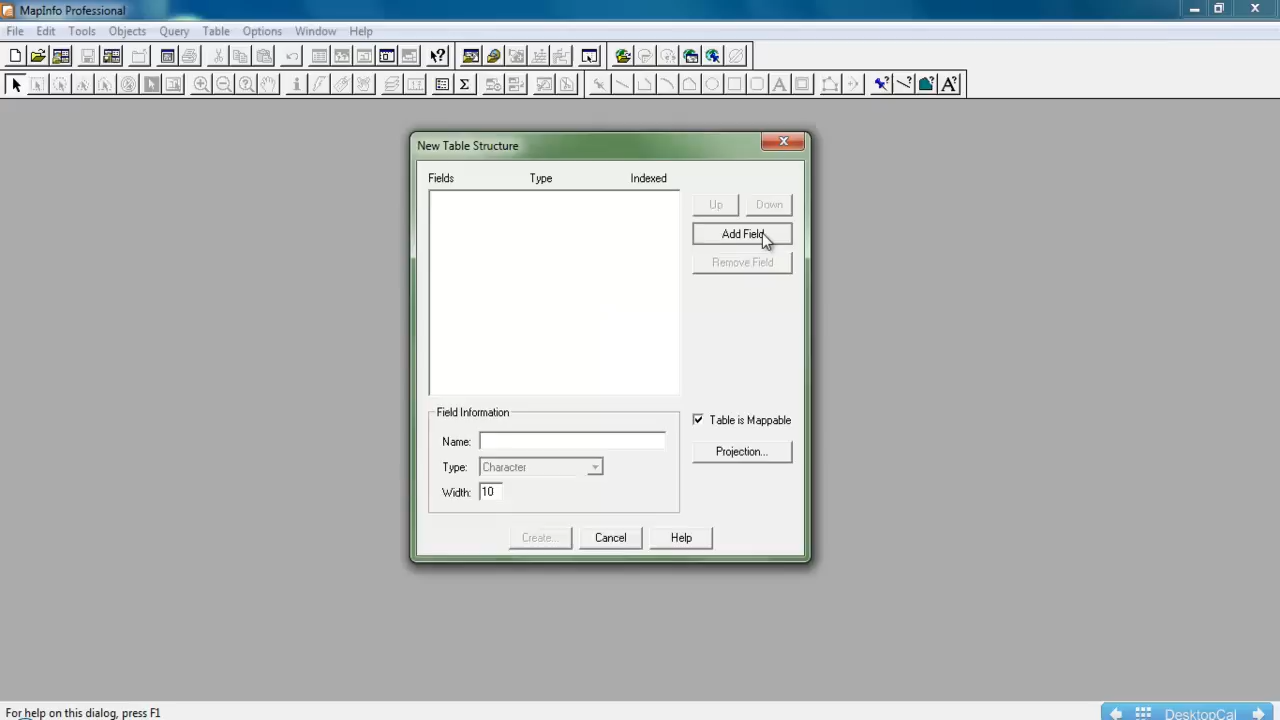 MapInfo Professional
File Edit Tools Objects Query Table Options Window Help
New Table Structure
Fields Type Indexed
Up Down
Add Field
Remove Field
Field Information
Table is Mappable
Name:
Projection...
Type: Character
Width: 10
Create... Cancel Help
For help on this dialog, press F1
DesktopCal